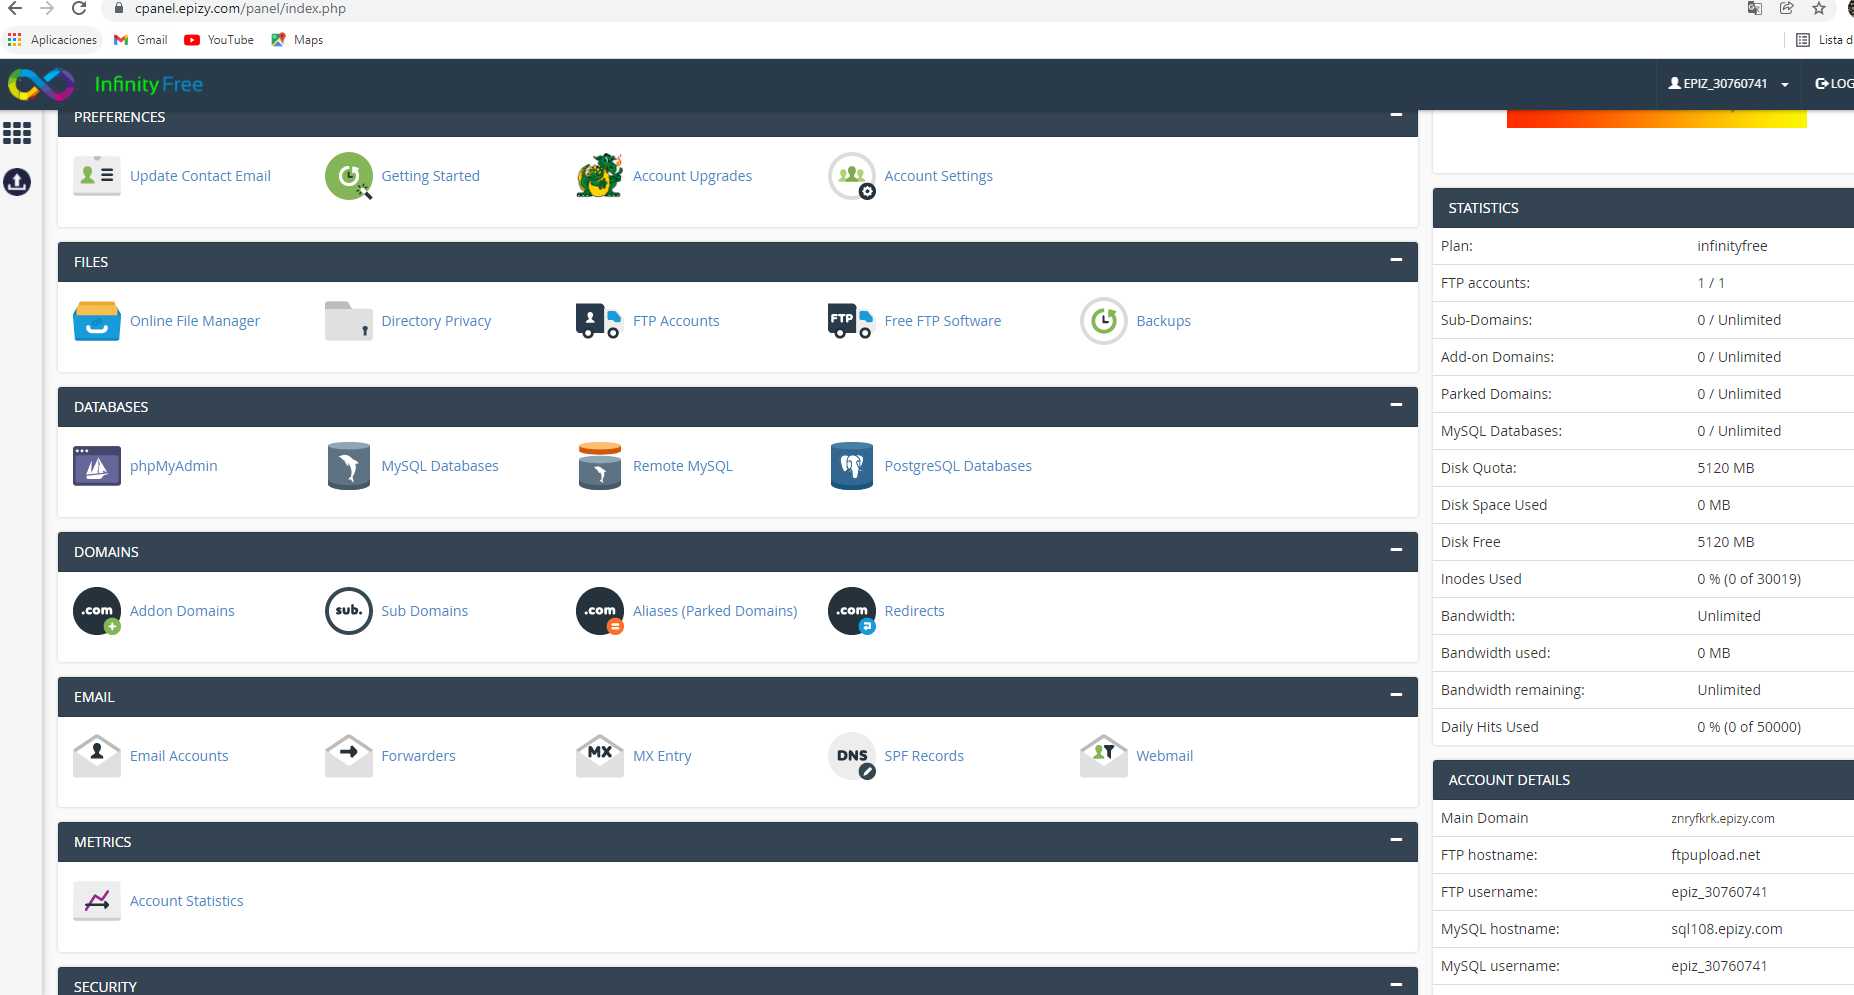 cpanel.epizy.com/panel/index.php
Aplicaciones Gmail YouTube Maps Lista d
InfinityFree EPIZ_30760741 LOG
PREFERENCES
Update Contact Email Getting Started Account Upgrades Account Settings
FILES
Online File Manager Directory Privacy FTP Accounts FTP Free FTP Software Backups
DATABASES
phpMyAdmin MySQL Databases Remote MySQL PostgreSQL Databases
DOMAINS
.com Addon Domains sub. Sub Domains .com Aliases (Parked Domains) .com Redirects
EMAIL
Email Accounts Forwarders MX MX Entry DNS SPF Records Webmail
METRICS
Account Statistics
SECURITY
STATISTICS
Plan: infinityfree
FTP accounts: 1 / 1
Sub-Domains: 0 / Unlimited
Add-on Domains: 0 / Unlimited
Parked Domains: 0 / Unlimited
MySQL Databases: 0 / Unlimited
Disk Quota: 5120 MB
Disk Space Used 0 MB
Disk Free 5120 MB
Inodes Used 0 % (0 of 30019)
Bandwidth: Unlimited
Bandwidth used: 0 MB
Bandwidth remaining: Unlimited
Daily Hits Used 0 % (0 of 50000)
ACCOUNT DETAILS
Main Domain znryfkrk.epizy.com
FTP hostname: ftpupload.net
FTP username: epiz_30760741
MySQL hostname: sql108.epizy.com
MySQL username: epiz_30760741